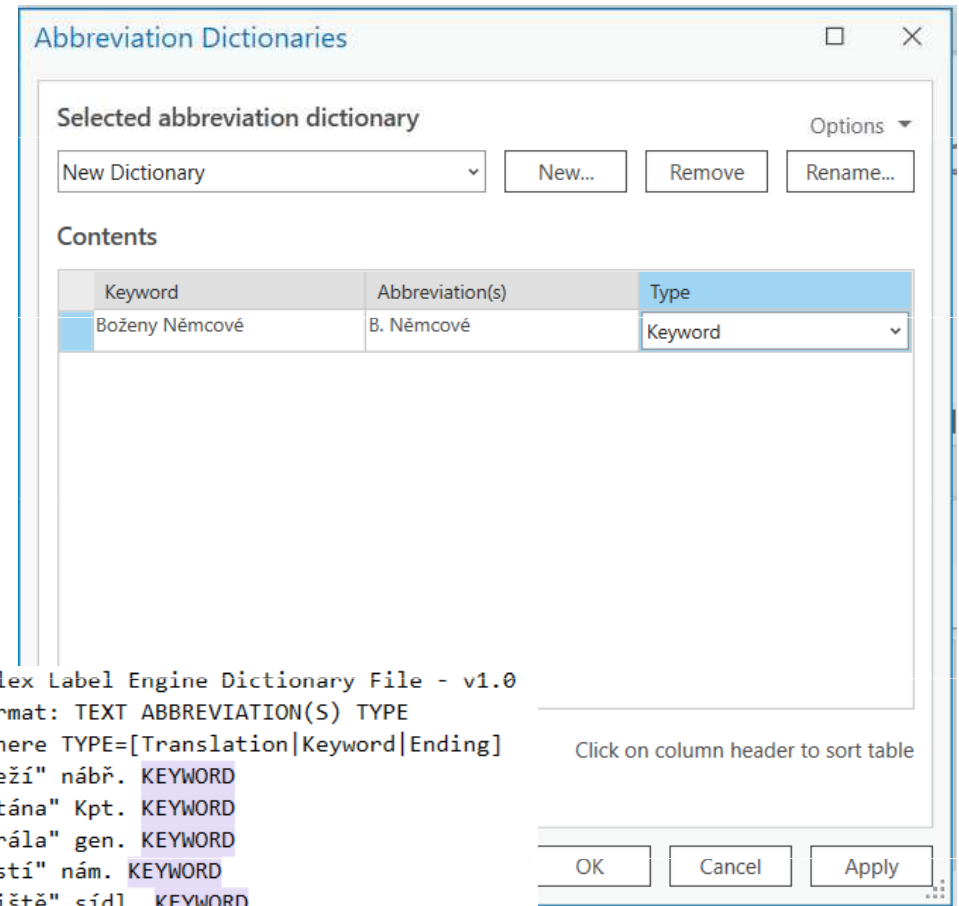 Abbreviation Dictionaries
Selected abbreviation dictionary
Options
New Dictionary New... Remove Rename...
Contents
Keyword Abbreviation(s) Type
Boženy Němcové B. Němcové Keyword
Label Engine Dictionary File - v1.0
TEXT ABBREVIATION(S) TYPE
TYPE=[Translation|Keyword|Ending]
Click on column header to sort table
nábř. KEYWORD
Kpt. KEYWORD
gen. KEYWORD
nám. KEYWORD
OK Cancel Apply
sídl. KEYWORD